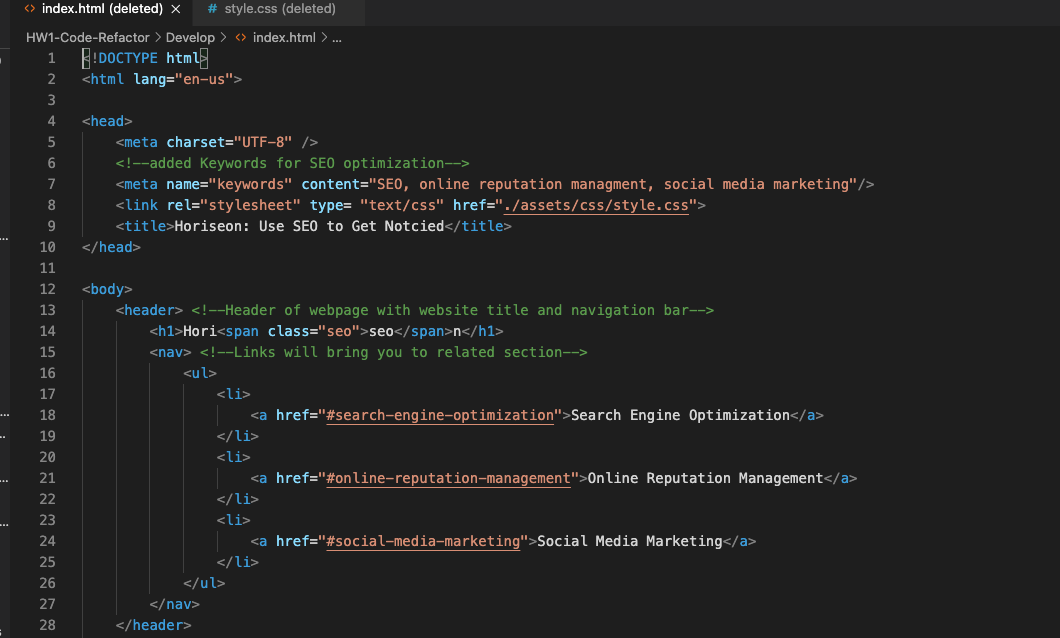 <> index.html (deleted) × # style.css (deleted)
HW1-Code-Refactor > Develop > <> index.html > ...
1 <!DOCTYPE html>
2 <html lang="en-us">
3
4 <head>
5     <meta charset="UTF-8" />
6     <!--added Keywords for SEO optimization-->
7     <meta name="keywords" content="SEO, online reputation managment, social media marketing"/>
8     <link rel="stylesheet" type= "text/css" href="./assets/css/style.css">
9     <title>Horiseon: Use SEO to Get Notcied</title>
10 </head>
11
12 <body>
13     <header> <!--Header of webpage with website title and navigation bar-->
14         <h1>Hori<span class="seo">seo</span>n</h1>
15         <nav> <!--Links will bring you to related section-->
16             <ul>
17                 <li>
18                     <a href="#search-engine-optimization">Search Engine Optimization</a>
19                 </li>
20                 <li>
21                     <a href="#online-reputation-management">Online Reputation Management</a>
22                 </li>
23                 <li>
24                     <a href="#social-media-marketing">Social Media Marketing</a>
25                 </li>
26             </ul>
27         </nav>
28     </header>